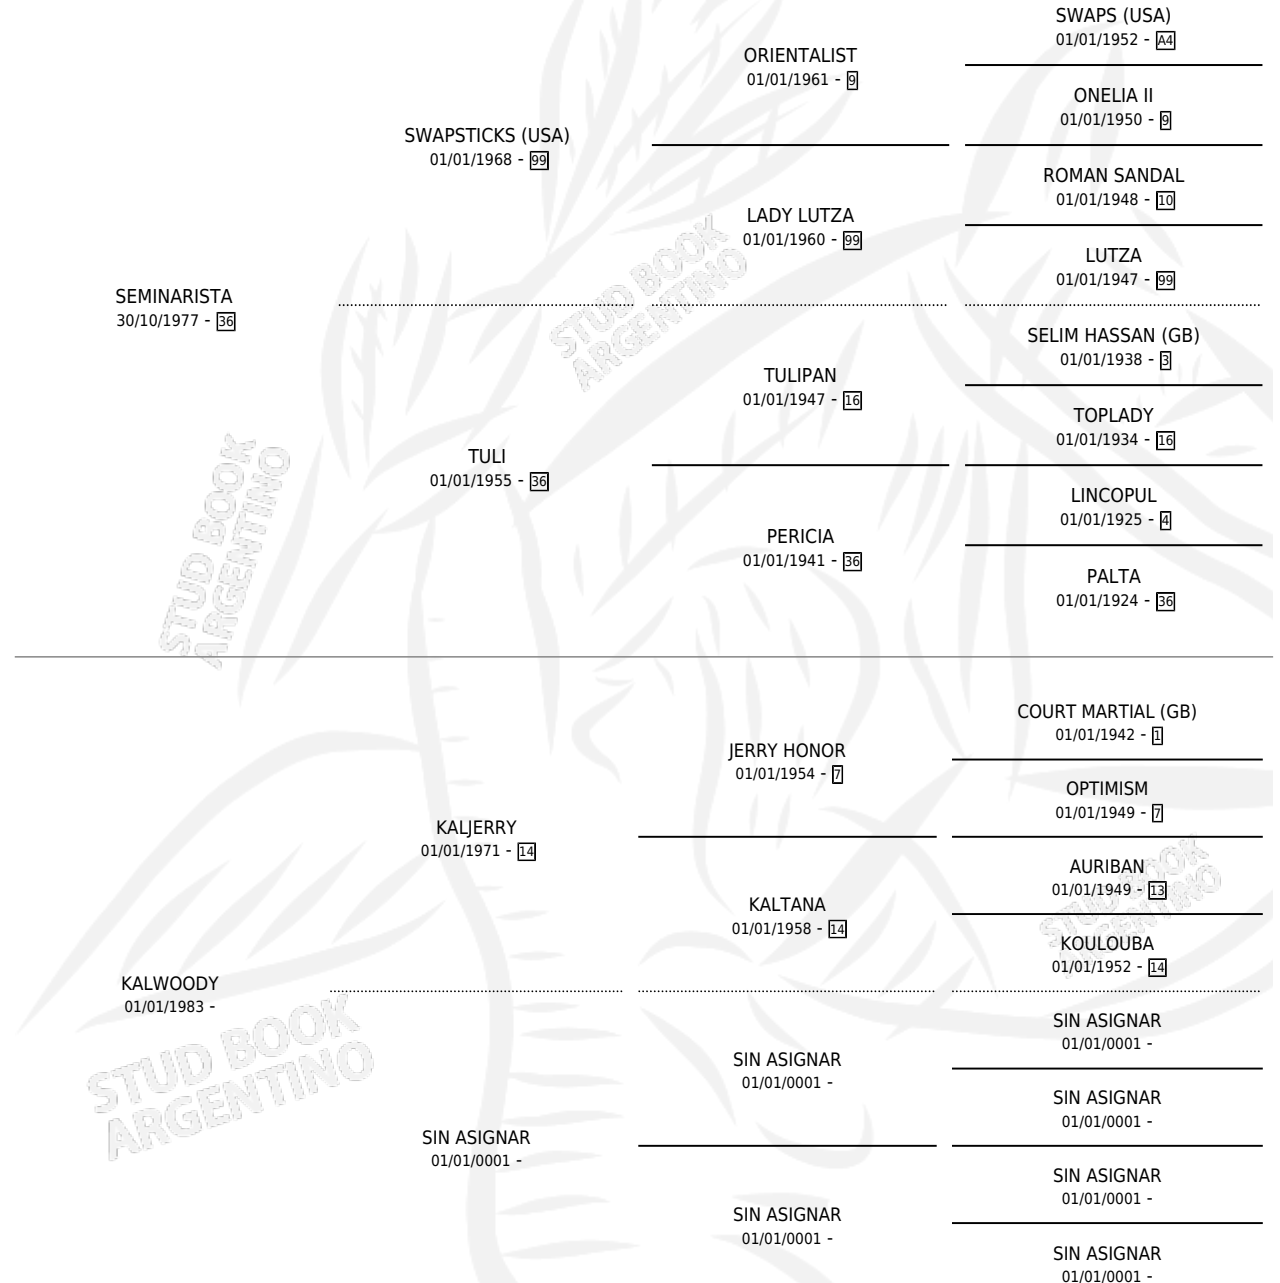 SWAPS (USA)
01/01/1952 - A4
ORIENTALIST
01/01/1961 - 9
ONELIA II
01/01/1950 - 9
SWAPSTICKS (USA)
01/01/1968 - 99
ROMAN SANDAL
01/01/1948 - 10
LADY LUTZA
01/01/1960 - 99
LUTZA
01/01/1947 - 99
SEMINARISTA
30/10/1977 - 36
STUD BOOK
ARGENTINO
SELIM HASSAN (GB)
01/01/1938 - 3
TULIPAN
01/01/1947 - 16
TOPLADY
01/01/1934 - 16
TULI
01/01/1955 - 36
LINCOPUL
01/01/1925 - 4
PERICIA
01/01/1941 - 36
PALTA
01/01/1924 - 36
STUD BOOK
ARGENTINO
COURT MARTIAL (GB)
01/01/1942 - 1
JERRY HONOR
01/01/1954 - 7
OPTIMISM
01/01/1949 - 7
KALJERRY
01/01/1971 - 14
AURIBAN
01/01/1949 - 13
KALTANA
01/01/1958 - 14
STUD BOOK
ARGENTINO
KOULOUBA
01/01/1952 - 14
KALWOODY
01/01/1983 -
SIN ASIGNAR
01/01/0001 -
SIN ASIGNAR
01/01/0001 -
STUD BOOK
ARGENTINO
SIN ASIGNAR
01/01/0001 -
SIN ASIGNAR
01/01/0001 -
SIN ASIGNAR
01/01/0001 -
SIN ASIGNAR
01/01/0001 -
SIN ASIGNAR
01/01/0001 -